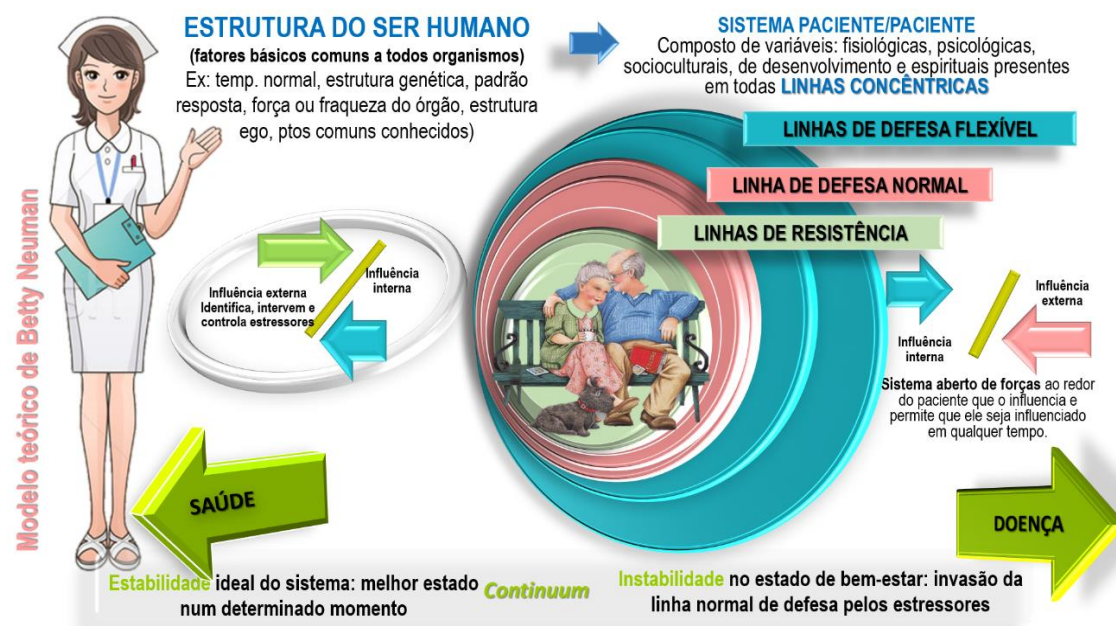 Modelo teórico de Betty Neuman
ESTRUTURA DO SER HUMANO
(fatores básicos comuns a todos organismos)
Ex: temp. normal, estrutura genética, padrão
resposta, força ou fraqueza do órgão, estrutura
ego, ptos comuns conhecidos)
SISTEMA PACIENTE/PACIENTE
Composto de variáveis: fisiológicas, psicológicas,
socioculturais, de desenvolvimento e espirituais presentes
em todas LINHAS CONCÊNTRICAS
LINHAS DE DEFESA FLEXÍVEL
LINHA DE DEFESA NORMAL
LINHAS DE RESISTÊNCIA
Influência
interna
Influência externa
Identifica, intervem e
controla estressores
Influência
externa
Influência
interna
Sistema aberto de forças ao redor
do paciente que o influencia e
permite que ele seja influenciado
em qualquer tempo.
SAÚDE
DOENÇA
Estabilidade ideal do sistema: melhor estado
num determinado momento
Continuum
Instabilidade no estado de bem-estar: invasão da
linha normal de defesa pelos estressores